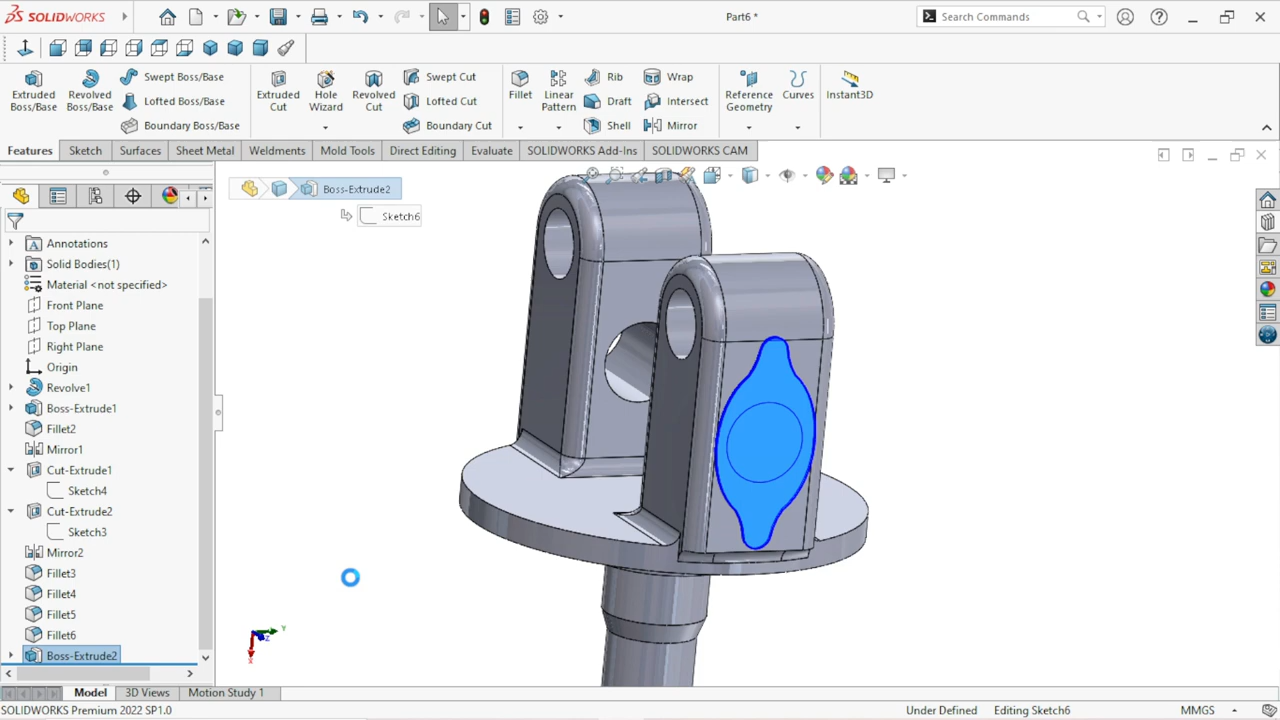 SOLIDWORKS
Part6 *
Search Commands
Extruded Boss/Base
Revolved Boss/Base
Swept Boss/Base
Lofted Boss/Base
Boundary Boss/Base
Extruded Cut
Hole Wizard
Revolved Cut
Swept Cut
Lofted Cut
Boundary Cut
Fillet
Linear Pattern
Rib
Draft
Shell
Wrap
Intersect
Mirror
Reference Geometry
Curves
Instant3D
Features
Sketch
Surfaces
Sheet Metal
Weldments
Mold Tools
Direct Editing
Evaluate
SOLIDWORKS Add-Ins
SOLIDWORKS CAM
Boss-Extrude2
Sketch6
Annotations
Solid Bodies(1)
Material <not specified>
Front Plane
Top Plane
Right Plane
Origin
Revolve1
Boss-Extrude1
Fillet2
Mirror1
Cut-Extrude1
Sketch4
Cut-Extrude2
Sketch3
Mirror2
Fillet3
Fillet4
Fillet5
Fillet6
Boss-Extrude2
Y
Z
X
Model
3D Views
Motion Study 1
SOLIDWORKS Premium 2022 SP1.0
Under Defined
Editing Sketch6
MMGS